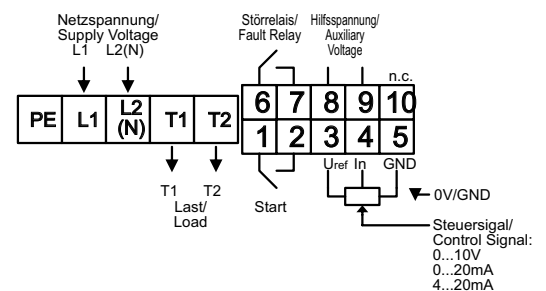 Netzspannung/
Supply Voltage
L1 L2(N)
Störrelais/
Fault Relay
Hilfsspannung/
Auxiliary
Voltage
n.c.
6 7 8 9 10
PE L1 L2 (N) T1 T2
1 2 3 4 5
Uref In GND
T1 T2
Last/
Load
Start
0V/GND
Steuersigal/
Control Signal:
0...10V
0...20mA
4...20mA